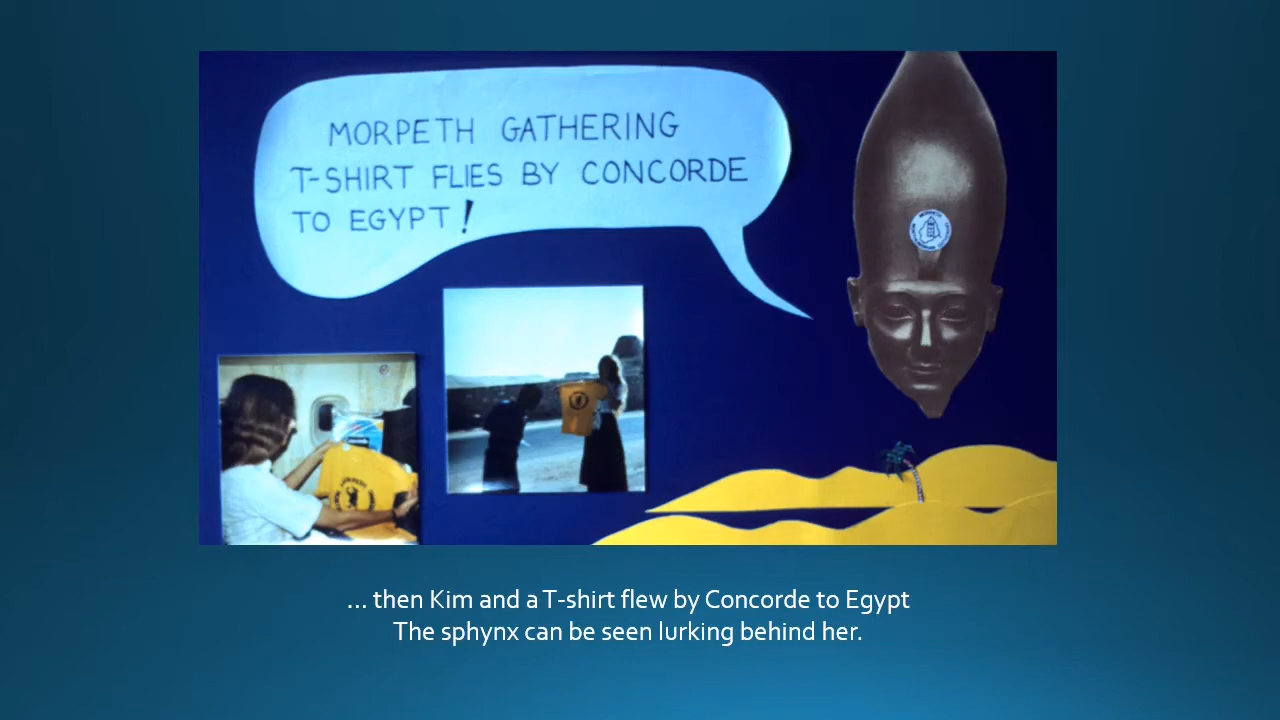 MORPETH GATHERING
T-SHIRT FLIES BY CONCORDE
TO EGYPT!
... then Kim and a T-shirt flew by Concorde to Egypt
The sphynx can be seen lurking behind her.